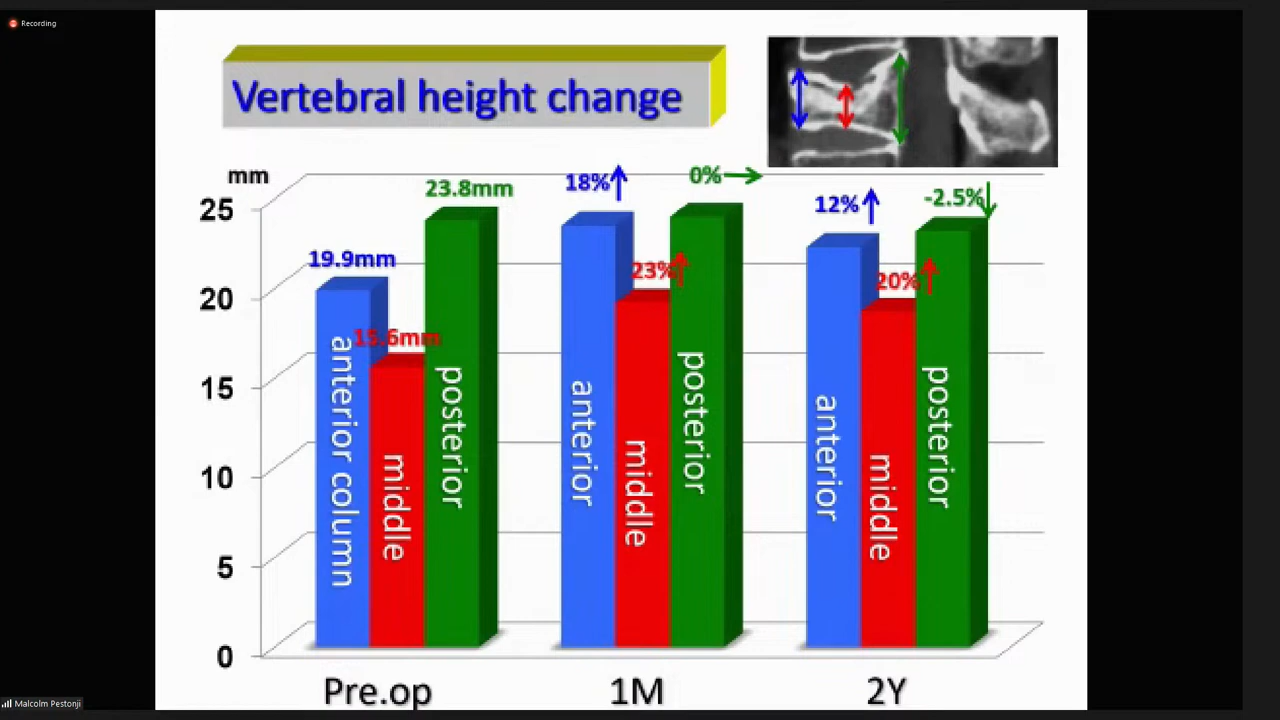 Recording
Vertebral height change
mm
25
20
15
10
5
0
19.9mm
15.6mm
23.8mm
18%
23%
0%
12%
20%
-2.5%
anterior column
middle
posterior
anterior
middle
posterior
anterior
middle
posterior
Pre.op
1M
2Y
Malcolm Pestonji